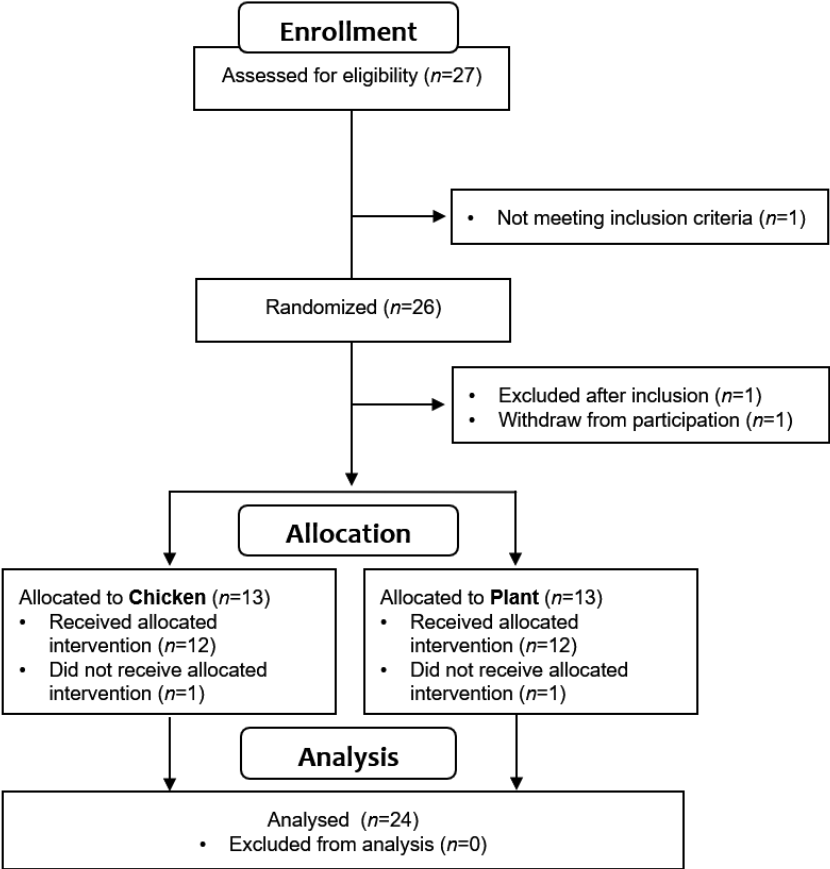 Enrollment
Assessed for eligibility (n=27)
• Not meeting inclusion criteria (n=1)
Randomized (n=26)
• Excluded after inclusion (n=1)
• Withdraw from participation (n=1)
Allocation
Allocated to Chicken (n=13)
• Received allocated
intervention (n=12)
• Did not receive allocated
intervention (n=1)
Allocated to Plant (n=13)
• Received allocated
intervention (n=12)
• Did not receive allocated
intervention (n=1)
Analysis
Analysed (n=24)
• Excluded from analysis (n=0)